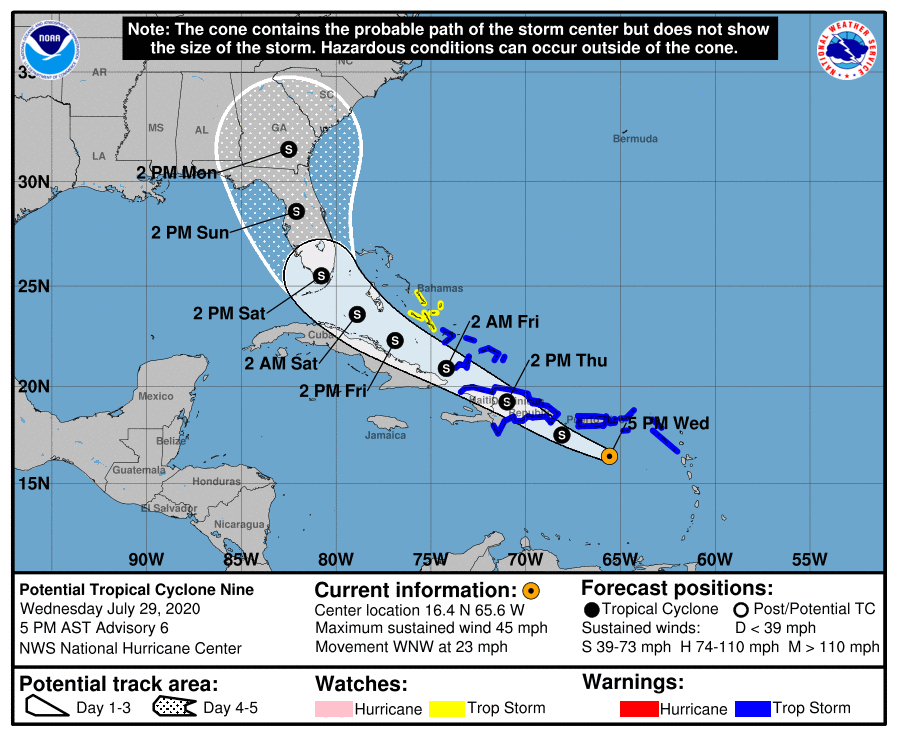 Note: The cone contains the probable path of the storm center but does not show
the size of the storm. Hazardous conditions can occur outside of the cone.
NOAA
NATIONAL WEATHER SERVICE
35
NC
AR
SC
MS
AL
GA
LA
Bermuda
2 PM Mon
30N
S
2 PM Sun
S
25N
S
Bahamas
2 PM Sat
S
2 AM Fri
Cuba
S
2 AM Sat
S
2 PM Thu
20N
2 PM Fri
Mexico
Haiti
S
Republic
Puerto
5 PM Wed
Jamaica
S
Belize
15N
Guatemala
Honduras
El Salvador
Nicaragua
90W
85W
80W
75W
70W
65W
60W
55W
Potential Tropical Cyclone Nine
Wednesday July 29, 2020
5 PM AST Advisory 6
NWS National Hurricane Center
Current information:
Center location 16.4 N 65.6 W
Maximum sustained wind 45 mph
Movement WNW at 23 mph
Forecast positions:
Tropical Cyclone
Post/Potential TC
Sustained winds:
D < 39 mph
S 39-73 mph H 74-110 mph M > 110 mph
Potential track area:
Day 1-3
Day 4-5
Watches:
Hurricane
Trop Storm
Warnings:
Hurricane
Trop Storm